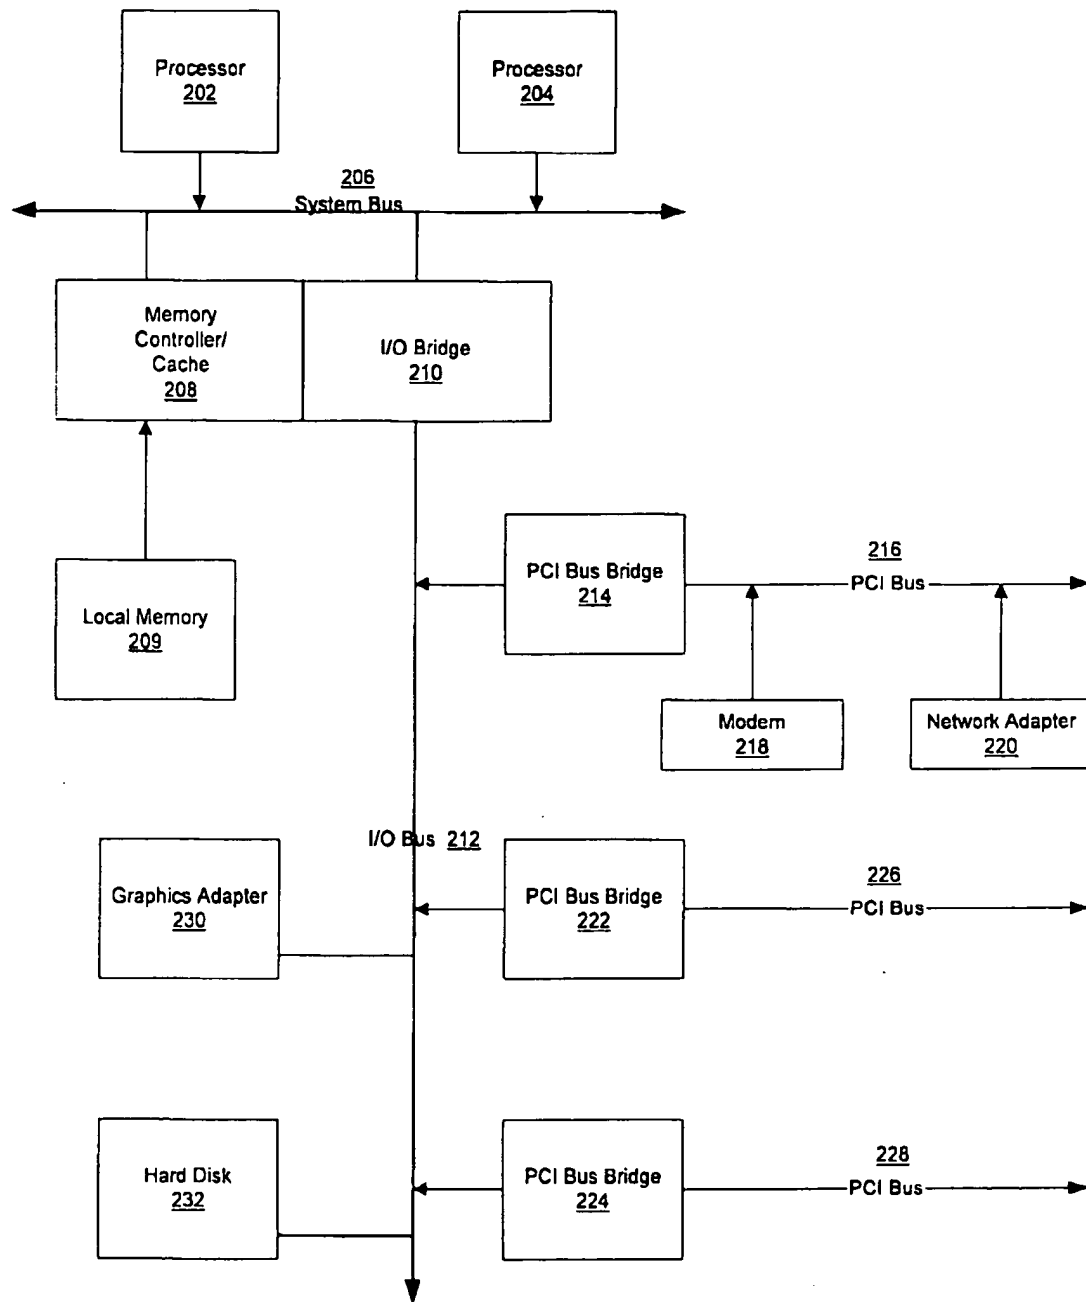 Processor
202
Processor
204
206
System Bus
Memory
Controller/
Cache
208
I/O Bridge
210
PCI Bus Bridge
214
216
PCI Bus
Local Memory
209
Modem
218
Network Adapter
220
I/O Bus 212
Graphics Adapter
230
PCI Bus Bridge
222
226
PCI Bus
Hard Disk
232
PCI Bus Bridge
224
228
PCI Bus